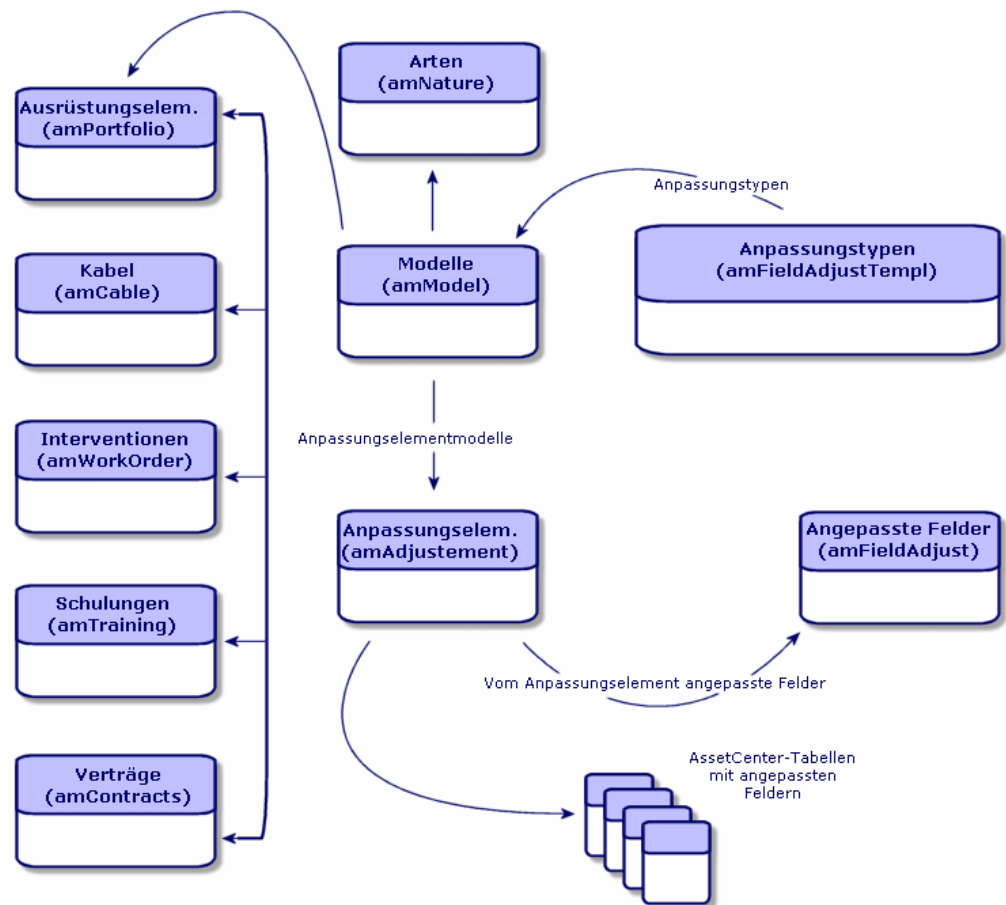 Arten
(amNature)
Ausrüstungselem.
(amPortfolio)
Anpassungstypen
Modelle
(amModel)
Anpassungstypen
(amFieldAdjustTempl)
Kabel
(amCable)
Anpassungselementmodelle
Interventionen
(amWorkOrder)
Anpassungselem.
(amAdjustement)
Angepasste Felder
(amFieldAdjust)
Schulungen
(amTraining)
Vom Anpassungselement angepasste Felder
Verträge
(amContracts)
AssetCenter-Tabellen
mit angepassten
Feldern